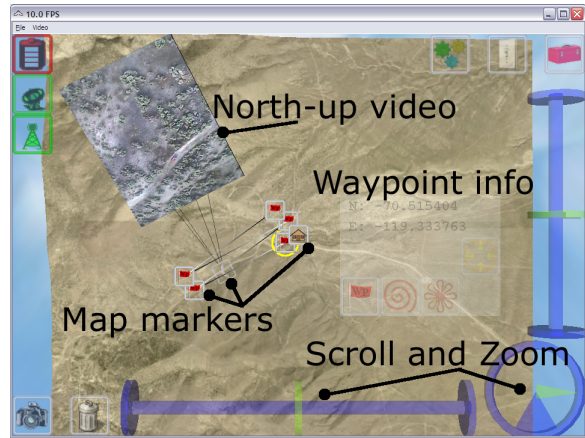 10.0 FPS
File Video
North-up video
Waypoint info
N: -70.515404
E: -119.333763
Map markers
Scroll and Zoom